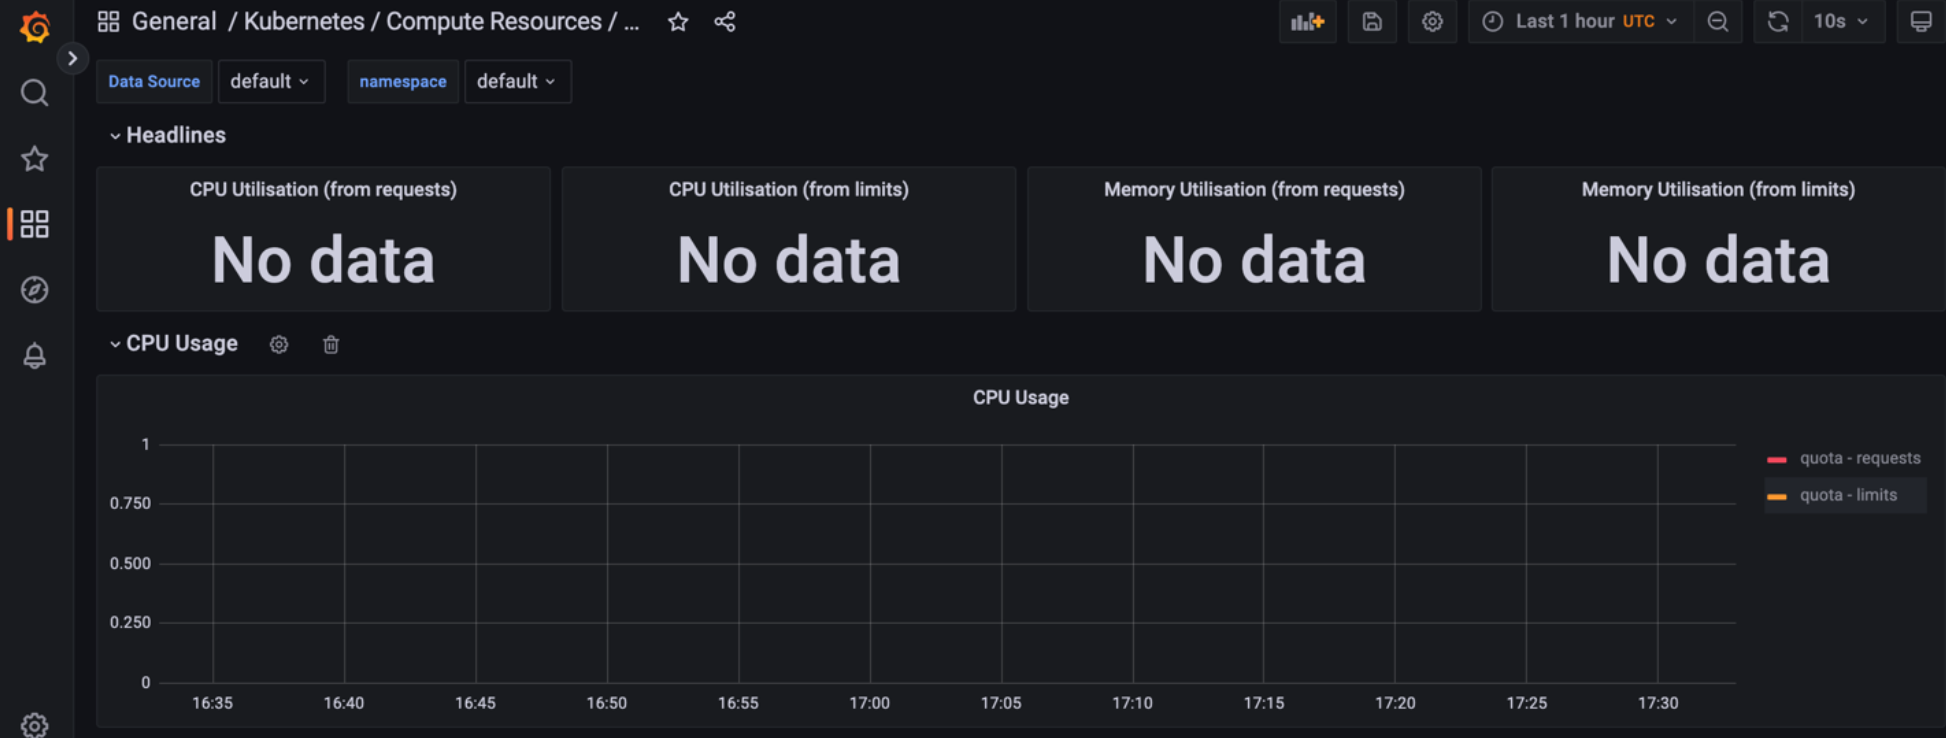 General / Kubernetes / Compute Resources / ...
Last 1 hour UTC
10s
Data Source default namespace default
Headlines
CPU Utilisation (from requests)
No data
CPU Utilisation (from limits)
No data
Memory Utilisation (from requests)
No data
Memory Utilisation (from limits)
No data
CPU Usage
CPU Usage
1
0.750
0.500
0.250
0
16:35 16:40 16:45 16:50 16:55 17:00 17:05 17:10 17:15 17:20 17:25 17:30
quota - requests
quota - limits